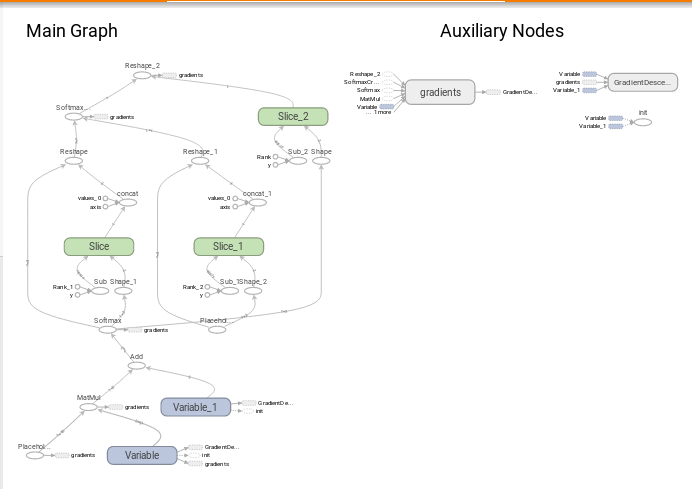 Main Graph
Auxiliary Nodes
Reshape_2
gradients
Softmax...
gradients
Slice_2
Rank
y
Sub_2
Shape
Reshape
Reshape_1
values_0
axis
concat
values_0
axis
concat_1
Slice
Slice_1
Rank_1
y
Sub
Shape_1
Rank_2
y
Sub_1
Shape_2
Softmax
gradients
Placehol...
Add
MatMul
gradients
Variable_1
GradientDe...
init
Placehol...
gradients
Variable
GradientDe...
init
gradients
Reshape_2
SoftmaxCr...
Softmax
MatMul
Variable
... 1 more
gradients
GradientDe...
Variable
gradients
Variable_1
GradientDesce...
Variable
Variable_1
init